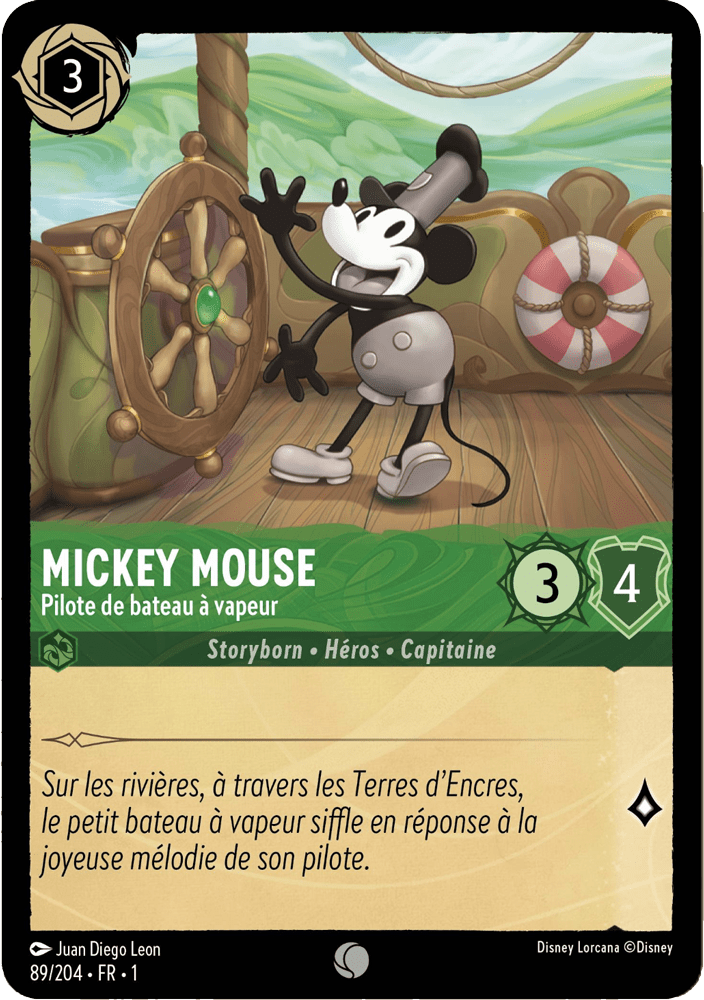 3
MICKEY MOUSE
Pilote de bateau à vapeur
3
4
Storyborn • Héros • Capitaine
Sur les rivières, à travers les Terres d'Encres,
le petit bateau à vapeur siffle en réponse à la
joyeuse mélodie de son pilote.
Juan Diego Leon
Disney Lorcana ©Disney
89/204 • FR • 1